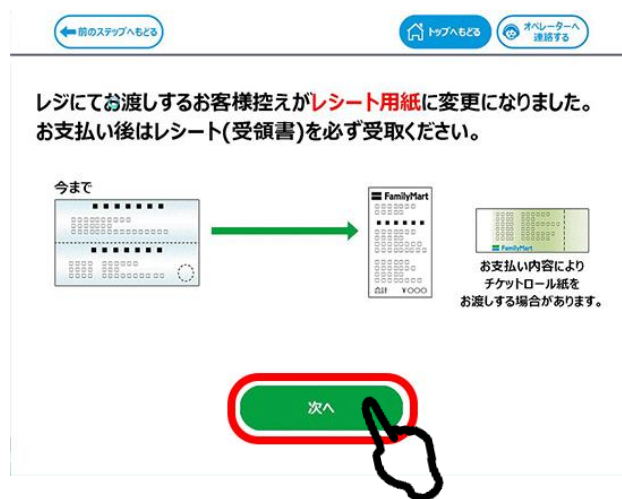 前のステップへもどる
トップへもどる
オペレーターへ
連絡する
レジにてお渡しするお客様控えがレシート用紙に変更になりました。
お支払い後はレシート(受領書)を必ず受取ください。
今まで
FamilyMart
合計 ¥○○○
FamilyMart
お支払い内容により
チケットロール紙を
お渡しする場合があります。
次へ